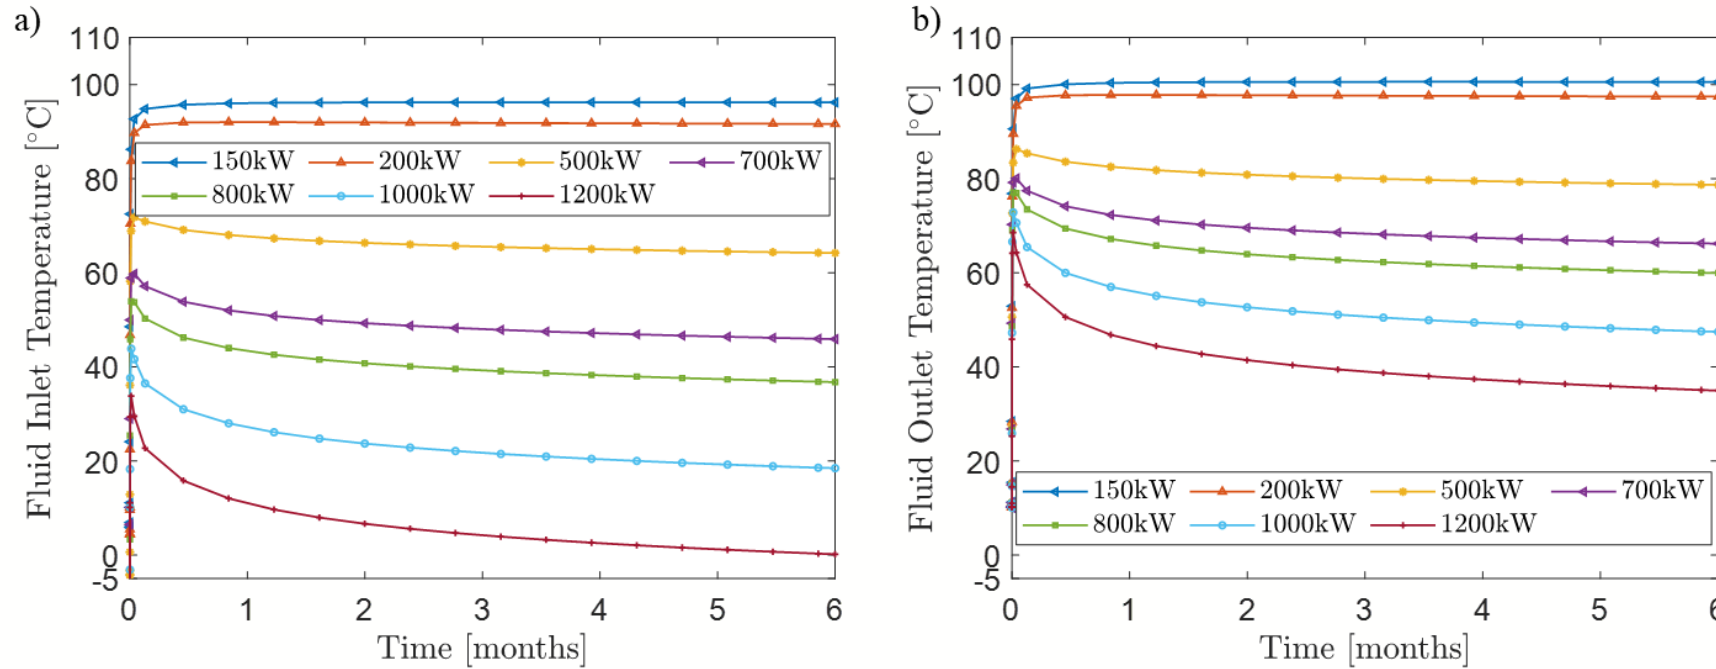 a)
110
100
80
60
40
20
0
-5
Fluid Inlet Temperature [°C]
150kW 200kW 500kW 700kW
800kW 1000kW 1200kW
0 1 2 3 4 5 6
Time [months]
b)
110
100
80
60
40
20
0
-5
Fluid Outlet Temperature [°C]
150kW 200kW 500kW 700kW
800kW 1000kW 1200kW
0 1 2 3 4 5 6
Time [months]